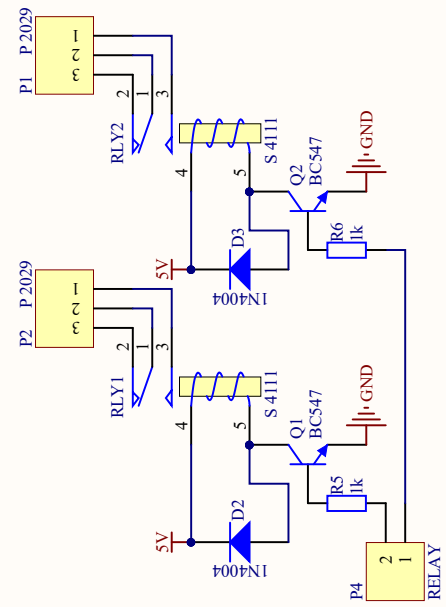 P1
P 2029
1
2
3
2
1
3
RLY2
4
5
S 4111
5V
D3
1N4004
Q2
BC547
GND
R6
1k
P2
P 2029
1
2
3
2
1
3
RLY1
4
5
S 4111
5V
D2
1N4004
Q1
BC547
GND
R5
1k
P4
2
1
RELAY